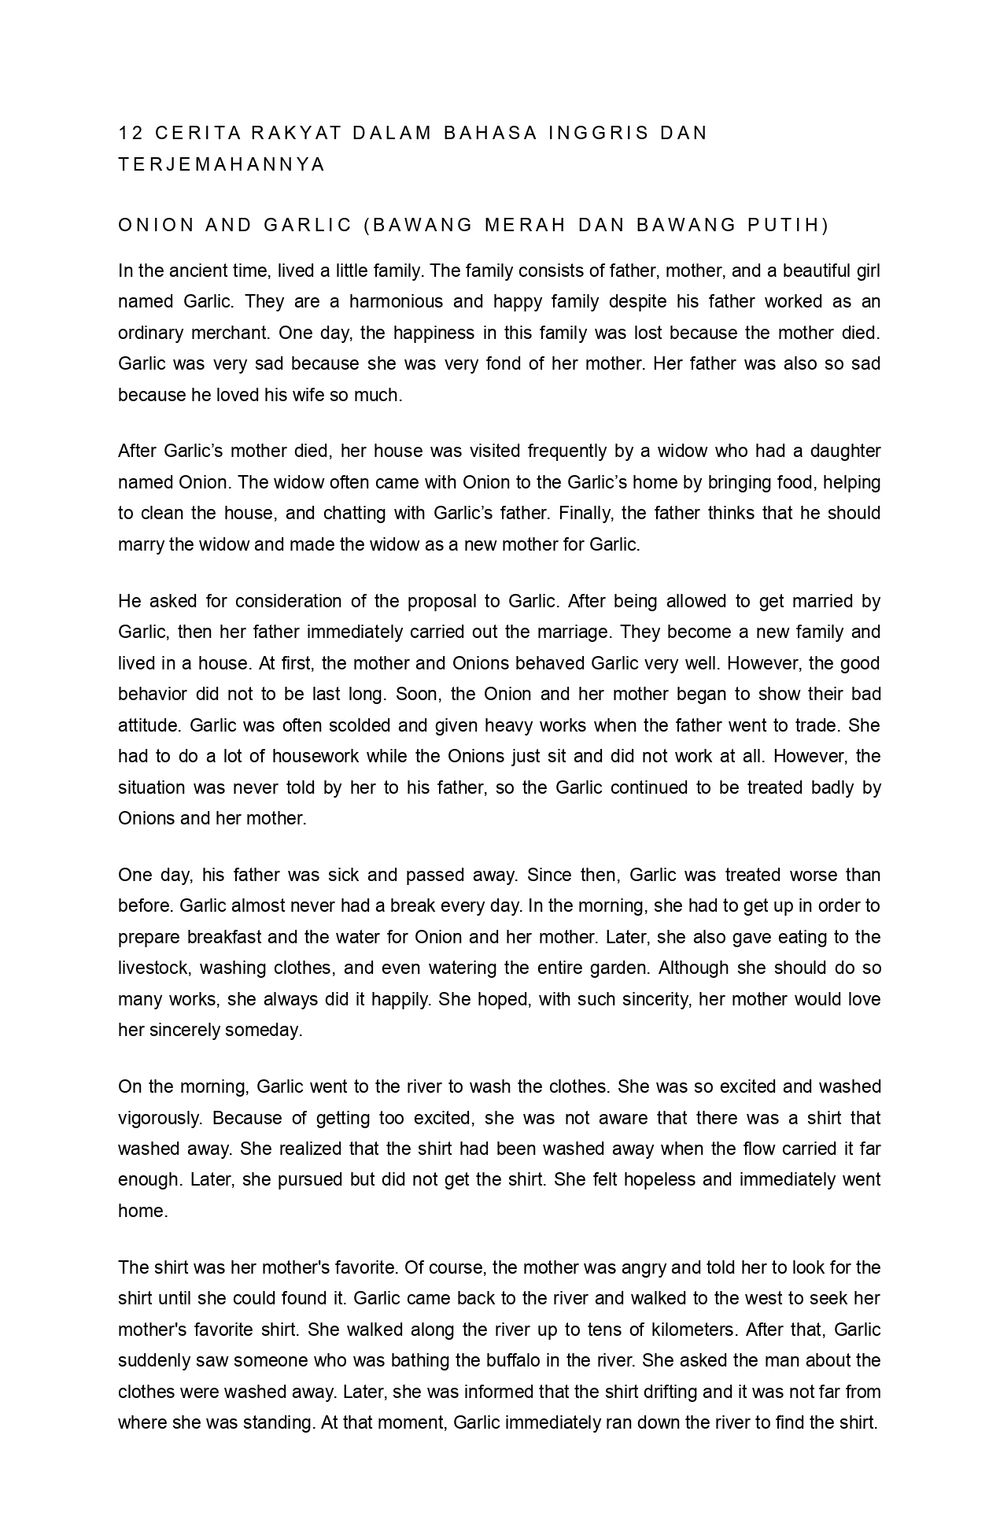 12 CERITA RAKYAT DALAM BAHASA INGGRIS DAN
TERJEMAHANNYA
ONION AND GARLIC (BAWANG MERAH DAN BAWANG PUTIH)
In the ancient time, lived a little family. The family consists of father, mother, and a beautiful girl
named Garlic. They are a harmonious and happy family despite his father worked as an
ordinary merchant. One day, the happiness in this family was lost because the mother died.
Garlic was very sad because she was very fond of her mother. Her father was also so sad
because he loved his wife so much.
After Garlic’s mother died, her house was visited frequently by a widow who had a daughter
named Onion. The widow often came with Onion to the Garlic’s home by bringing food, helping
to clean the house, and chatting with Garlic’s father. Finally, the father thinks that he should
marry the widow and made the widow as a new mother for Garlic.
He asked for consideration of the proposal to Garlic. After being allowed to get married by
Garlic, then her father immediately carried out the marriage. They become a new family and
lived in a house. At first, the mother and Onions behaved Garlic very well. However, the good
behavior did not to be last long. Soon, the Onion and her mother began to show their bad
attitude. Garlic was often scolded and given heavy works when the father went to trade. She
had to do a lot of housework while the Onions just sit and did not work at all. However, the
situation was never told by her to his father, so the Garlic continued to be treated badly by
Onions and her mother.
One day, his father was sick and passed away. Since then, Garlic was treated worse than
before. Garlic almost never had a break every day. In the morning, she had to get up in order to
prepare breakfast and the water for Onion and her mother. Later, she also gave eating to the
livestock, washing clothes, and even watering the entire garden. Although she should do so
many works, she always did it happily. She hoped, with such sincerity, her mother would love
her sincerely someday.
On the morning, Garlic went to the river to wash the clothes. She was so excited and washed
vigorously. Because of getting too excited, she was not aware that there was a shirt that
washed away. She realized that the shirt had been washed away when the flow carried it far
enough. Later, she pursued but did not get the shirt. She felt hopeless and immediately went
home.
The shirt was her mother's favorite. Of course, the mother was angry and told her to look for the
shirt until she could found it. Garlic came back to the river and walked to the west to seek her
mother's favorite shirt. She walked along the river up to tens of kilometers. After that, Garlic
suddenly saw someone who was bathing the buffalo in the river. She asked the man about the
clothes were washed away. Later, she was informed that the shirt drifting and it was not far from
where she was standing. At that moment, Garlic immediately ran down the river to find the shirt.